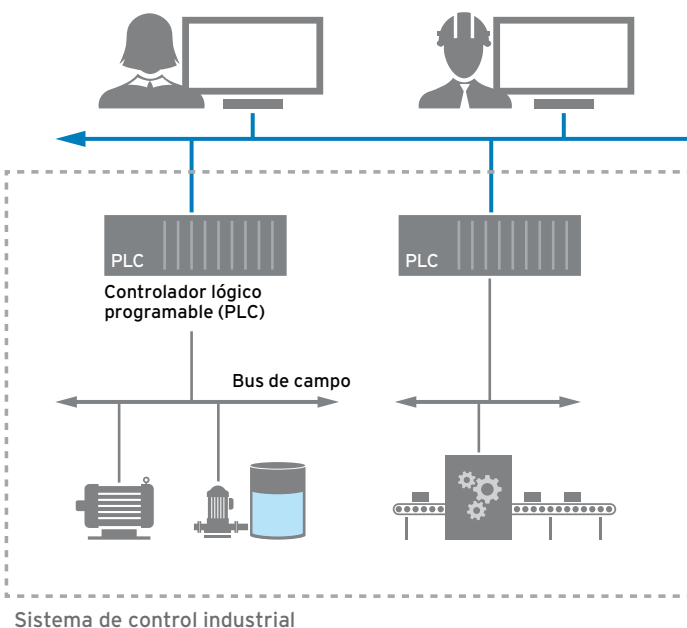 PLC
PLC
Controlador lógico
programable (PLC)
Bus de campo
Sistema de control industrial